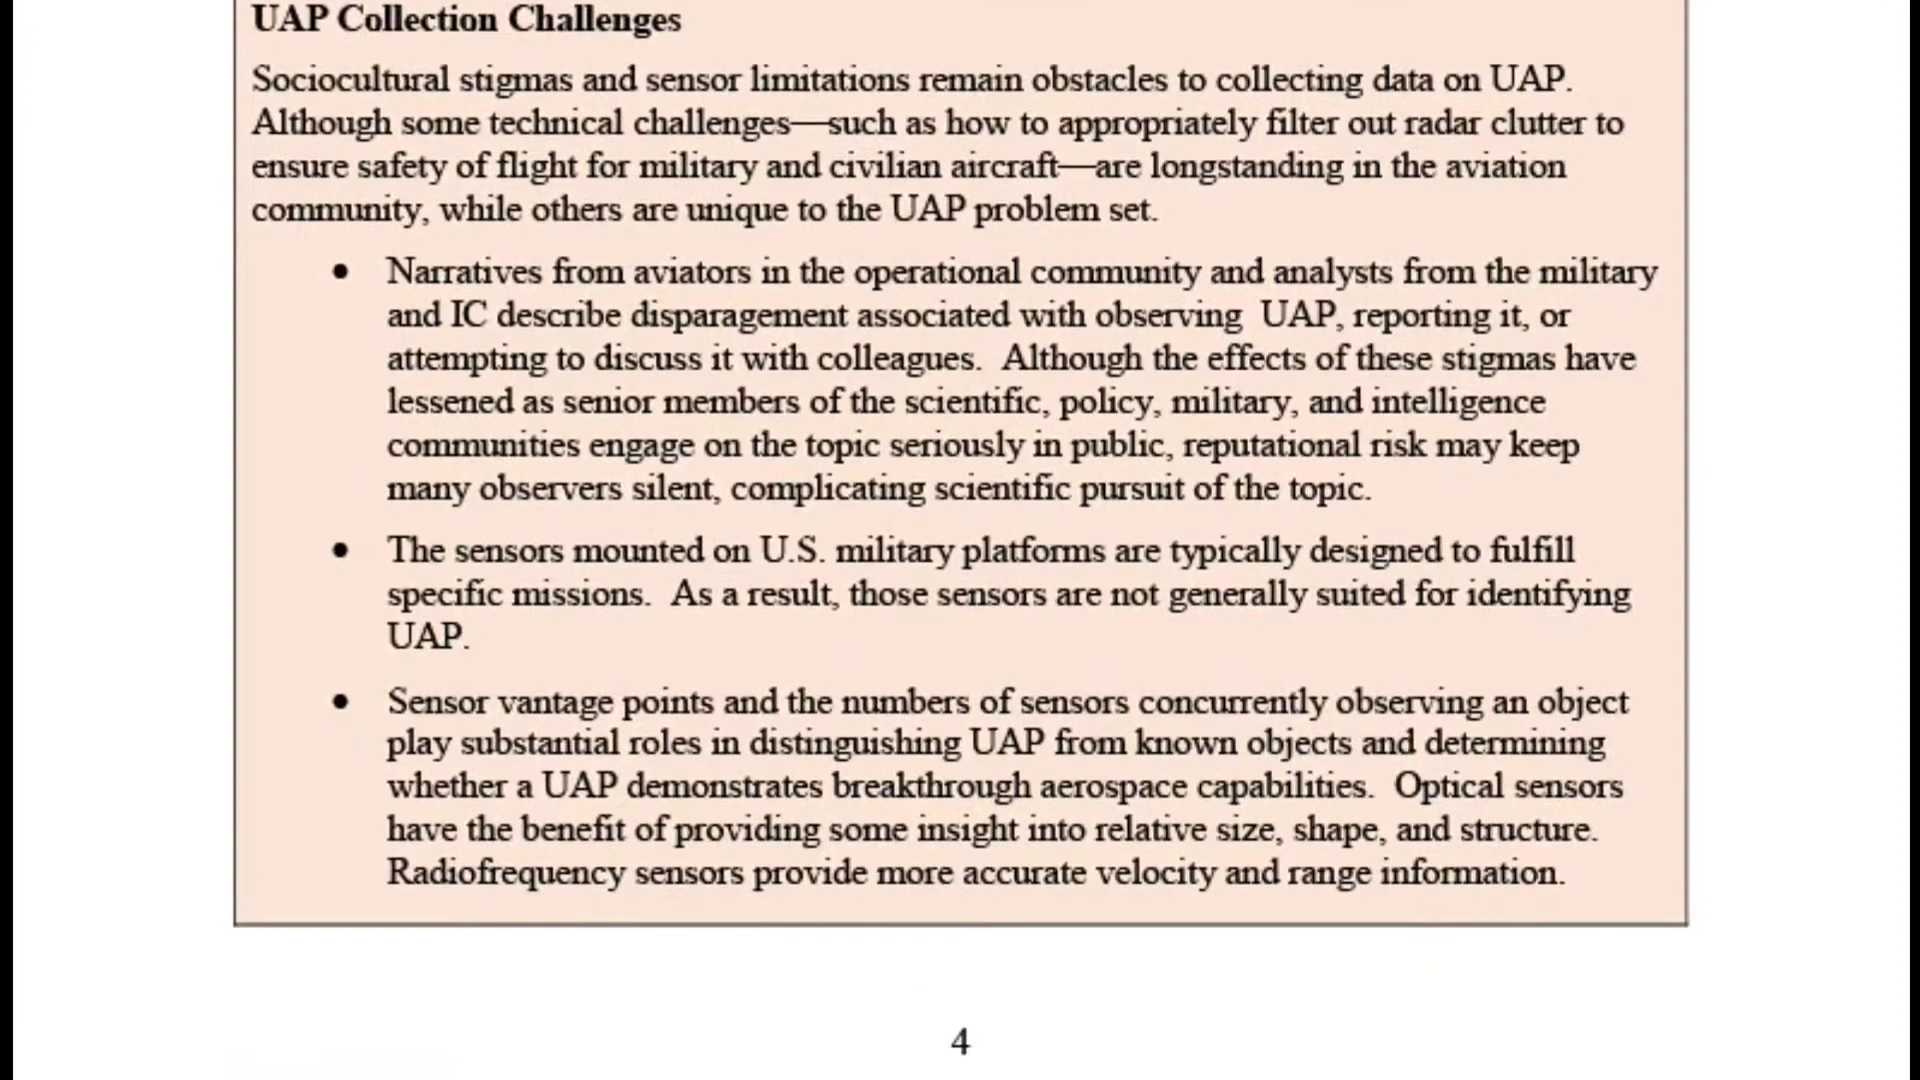 UAP Collection Challenges
Sociocultural stigmas and sensor limitations remain obstacles to collecting data on UAP.
Although some technical challenges—such as how to appropriately filter out radar clutter to
ensure safety of flight for military and civilian aircraft—are longstanding in the aviation
community, while others are unique to the UAP problem set.
• Narratives from aviators in the operational community and analysts from the military
and IC describe disparagement associated with observing  UAP, reporting it, or
attempting to discuss it with colleagues.  Although the effects of these stigmas have
lessened as senior members of the scientific, policy, military, and intelligence
communities engage on the topic seriously in public, reputational risk may keep
many observers silent, complicating scientific pursuit of the topic.
• The sensors mounted on U.S. military platforms are typically designed to fulfill
specific missions.  As a result, those sensors are not generally suited for identifying
UAP.
• Sensor vantage points and the numbers of sensors concurrently observing an object
play substantial roles in distinguishing UAP from known objects and determining
whether a UAP demonstrates breakthrough aerospace capabilities.  Optical sensors
have the benefit of providing some insight into relative size, shape, and structure.
Radiofrequency sensors provide more accurate velocity and range information.
4